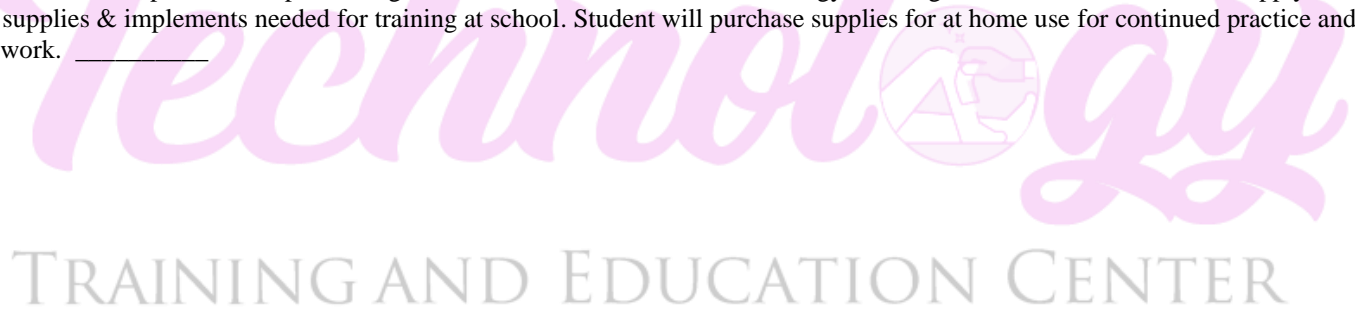 supplies & implements needed for training at school. Student will purchase supplies for at home use for continued practice and
work. __________
Technology
TRAINING AND EDUCATION CENTER